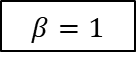 β = 1